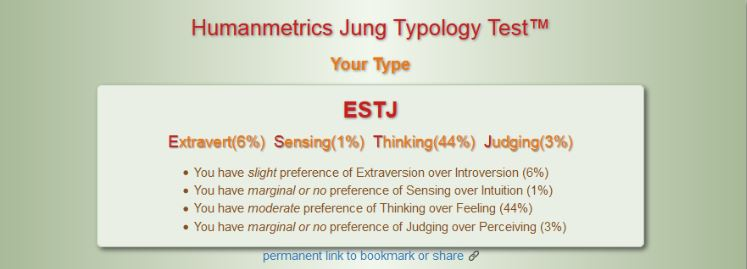 Humanmetrics Jung Typology Test™
Your Type
ESTJ
Extravert(6%) Sensing(1%) Thinking(44%) Judging(3%)
• You have slight preference of Extraversion over Introversion (6%)
• You have marginal or no preference of Sensing over Intuition (1%)
• You have moderate preference of Thinking over Feeling (44%)
• You have marginal or no preference of Judging over Perceiving (3%)
permanent link to bookmark or share